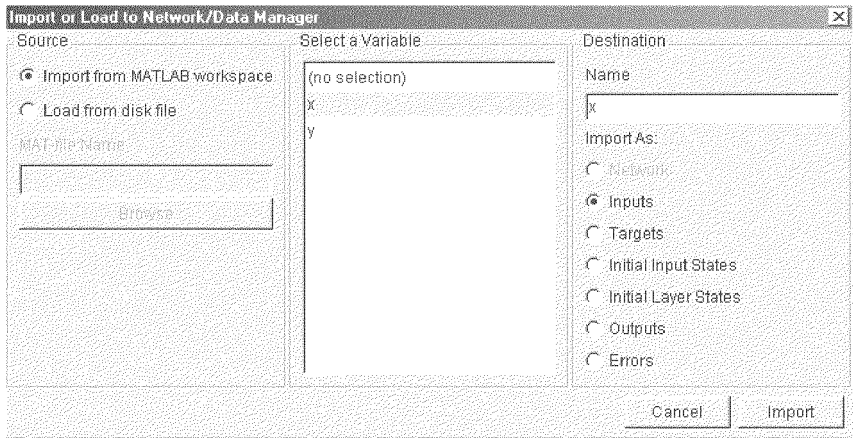 Import or Load to Network/Data Manager
Source
Import from MATLAB workspace
Load from disk file
MAT-file Name
Browse
Select a Variable
(no selection)
x
y
Destination
Name
x
Import As:
Network
Inputs
Targets
Initial Input States
Initial Layer States
Outputs
Errors
Cancel
Import